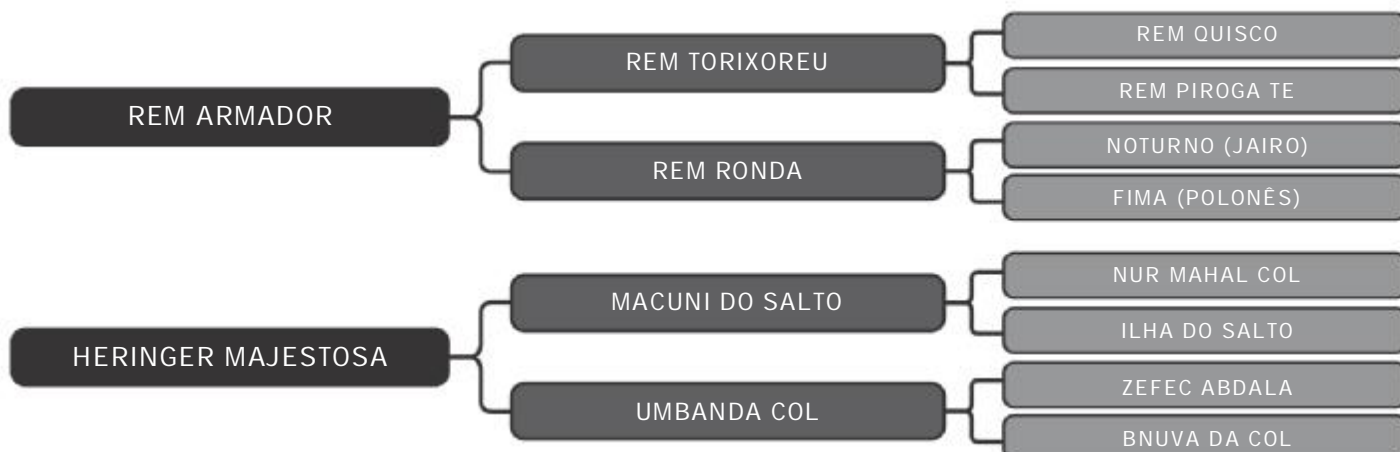 REM ARMADOR
REM TORIXOREU
REM QUISCO
REM PIROGA TE
REM RONDA
NOTURNO (JAIRO)
FIMA (POLONÊS)
HERINGER MAJESTOSA
MACUNI DO SALTO
NUR MAHAL COL
ILHA DO SALTO
UMBANDA COL
ZEFEC ABDALA
BNUVA DA COL